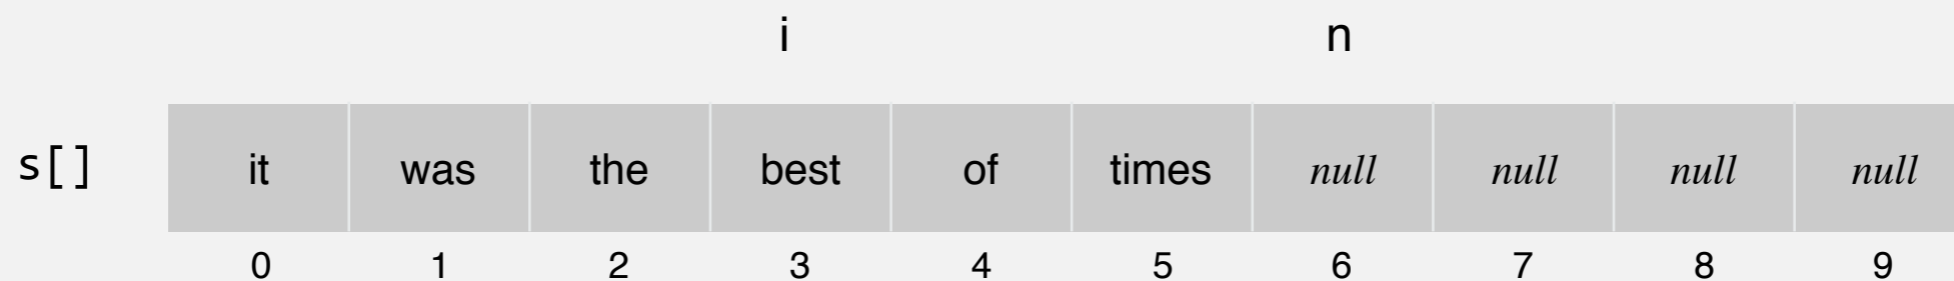 i n
s[] it was the best of times null null null null
0 1 2 3 4 5 6 7 8 9